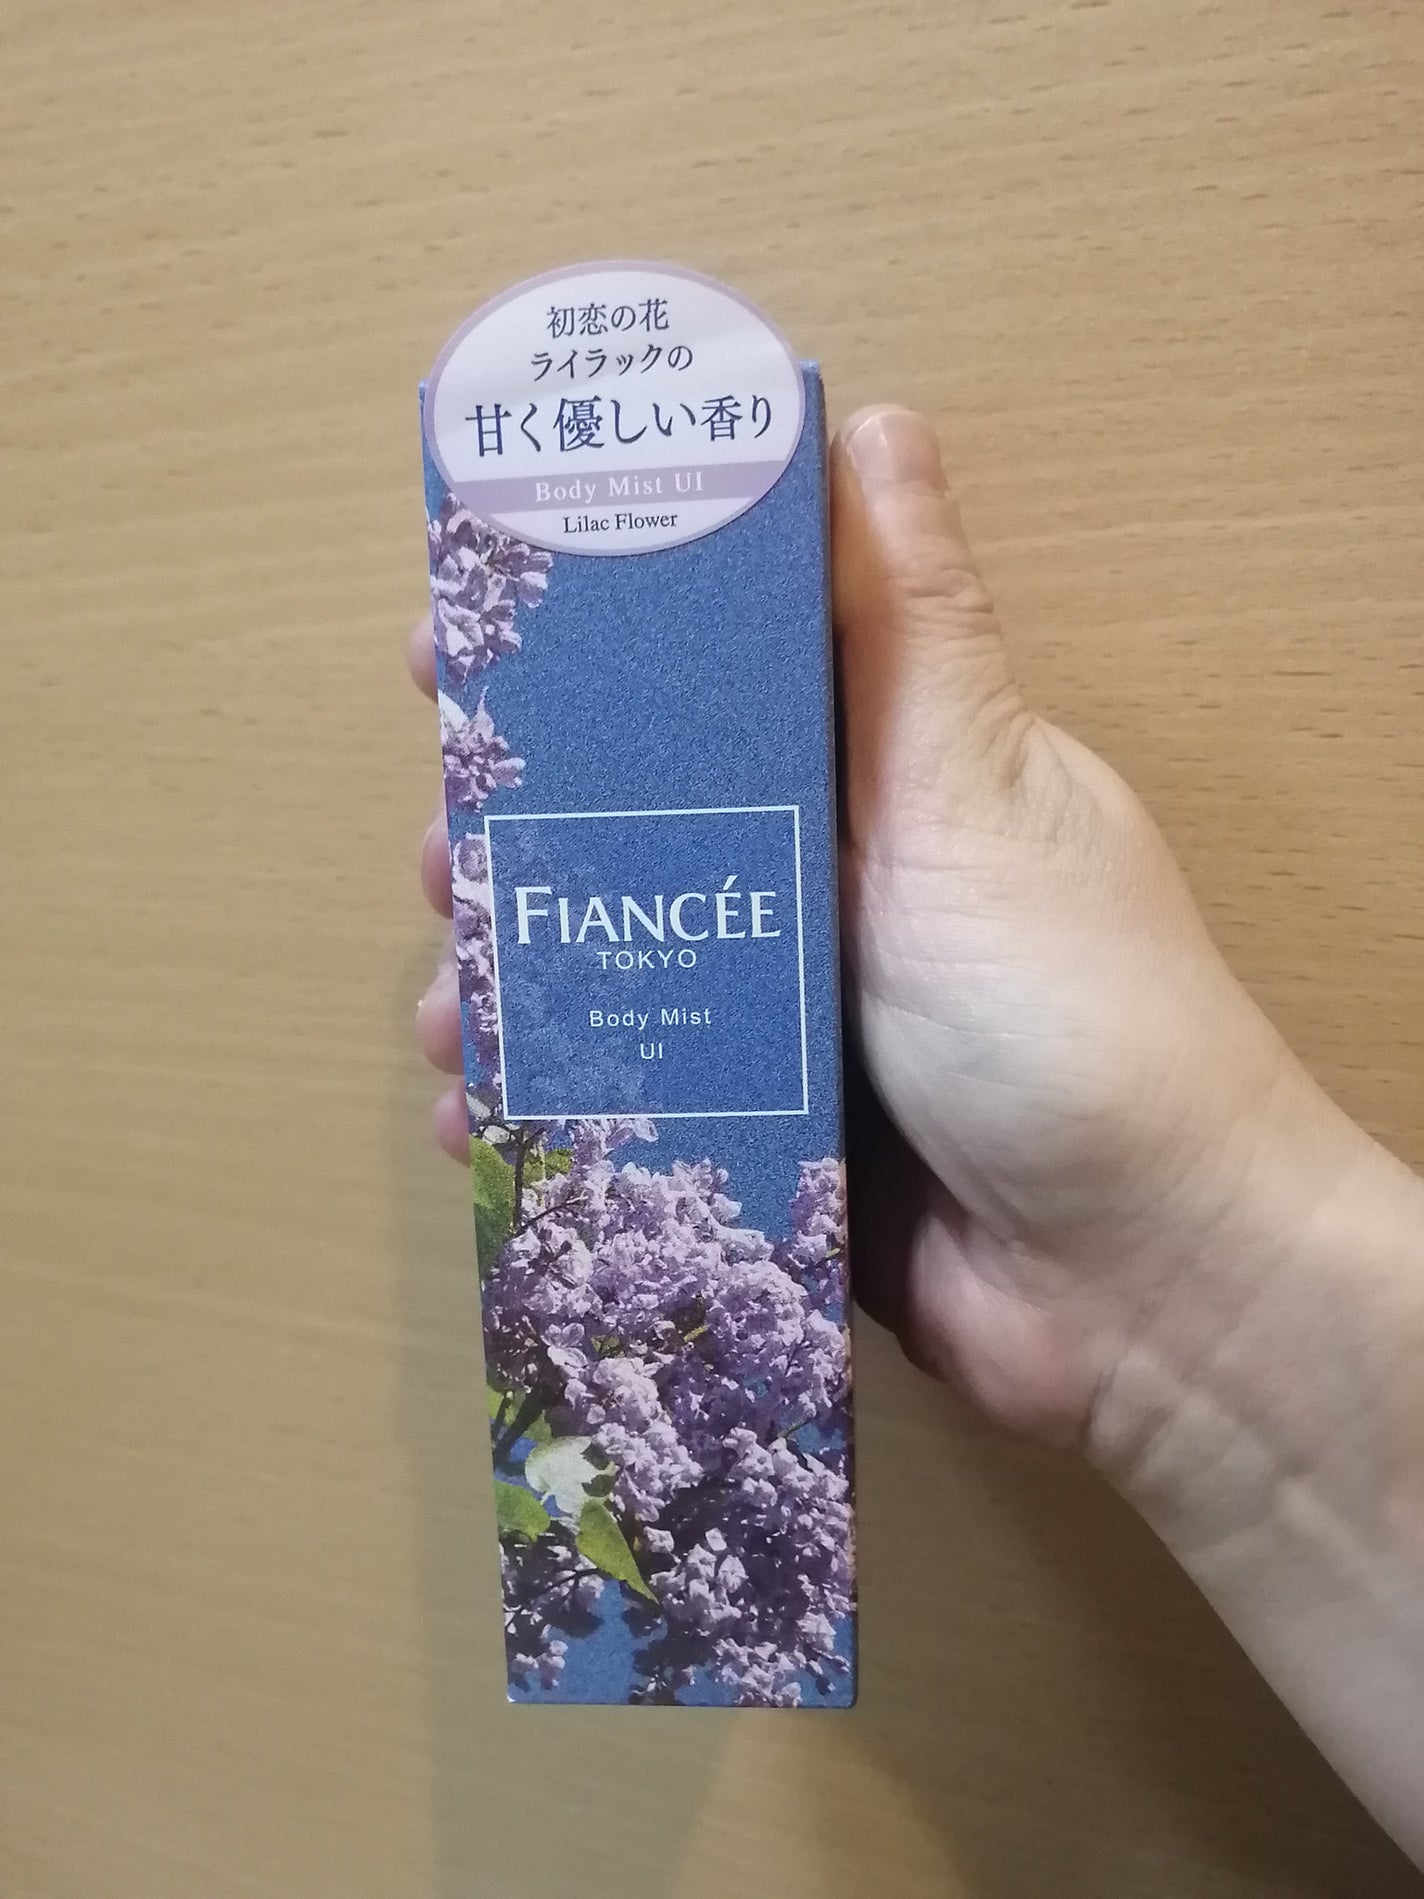 初恋の花
ライラックの
甘く優しい香り
Body Mist UI
Lilac Flower
FIANCÉE
TOKYO
Body Mist
UI